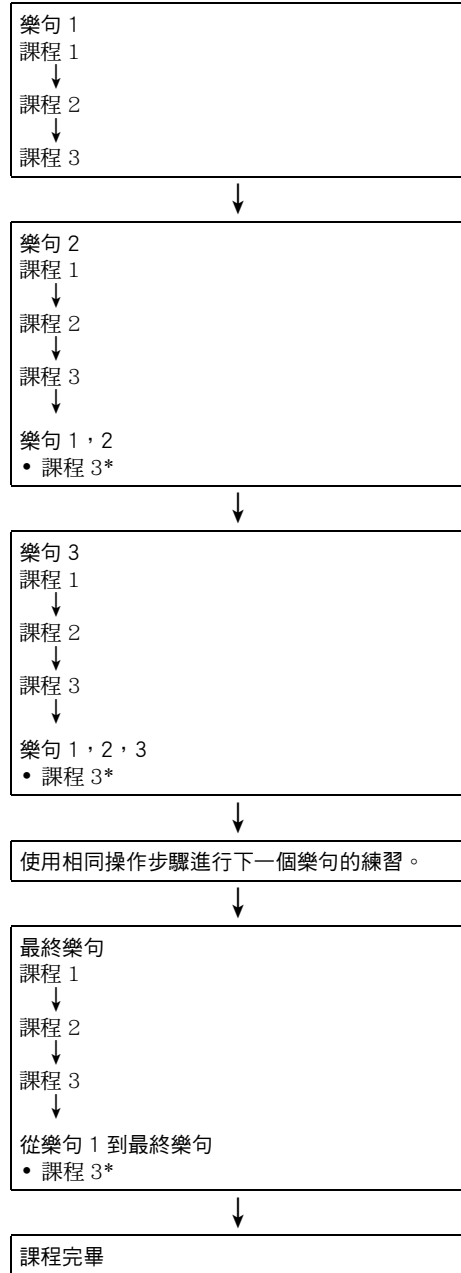 樂句 1
課程 1
課程 2
課程 3
樂句 2
課程 1
課程 2
課程 3
樂句 1，2
• 課程 3*
樂句 3
課程 1
課程 2
課程 3
樂句 1，2，3
• 課程 3*
使用相同操作步驟進行下一個樂句的練習。
最終樂句
課程 1
課程 2
課程 3
從樂句 1 到最終樂句
• 課程 3*
課程完畢